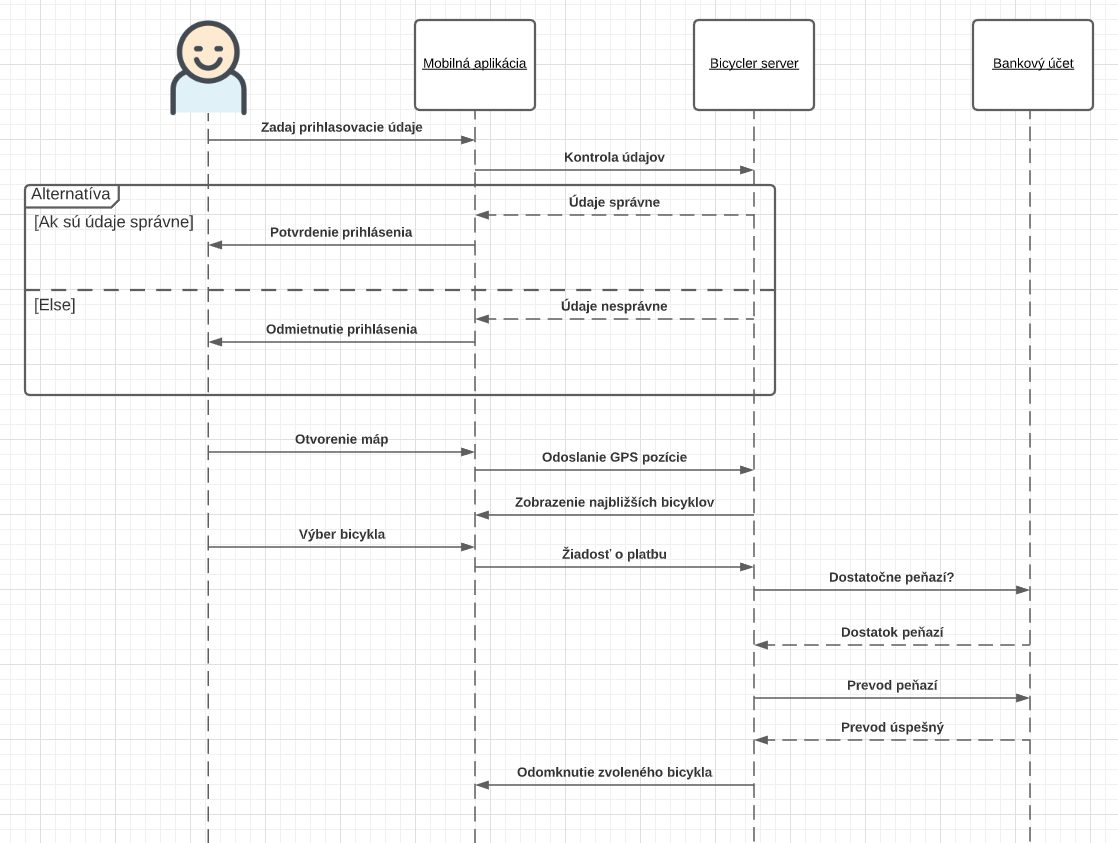 Mobilná aplikácia
Bicycler server
Bankový účet
Zadaj prihlasovacie údaje
Kontrola údajov
Alternatíva
Údaje správne
[Ak sú údaje správne]
Potvrdenie prihlásenia
[Else]
Údaje nesprávne
Odmietnutie prihlásenia
Otvorenie máp
Odoslanie GPS pozície
Zobrazenie najbližších bicyklov
Výber bicykla
Žiadosť o platbu
Dostatočne peňazí?
Dostatok peňazí
Prevod peňazí
Prevod úspešný
Odomknutie zvoleného bicykla